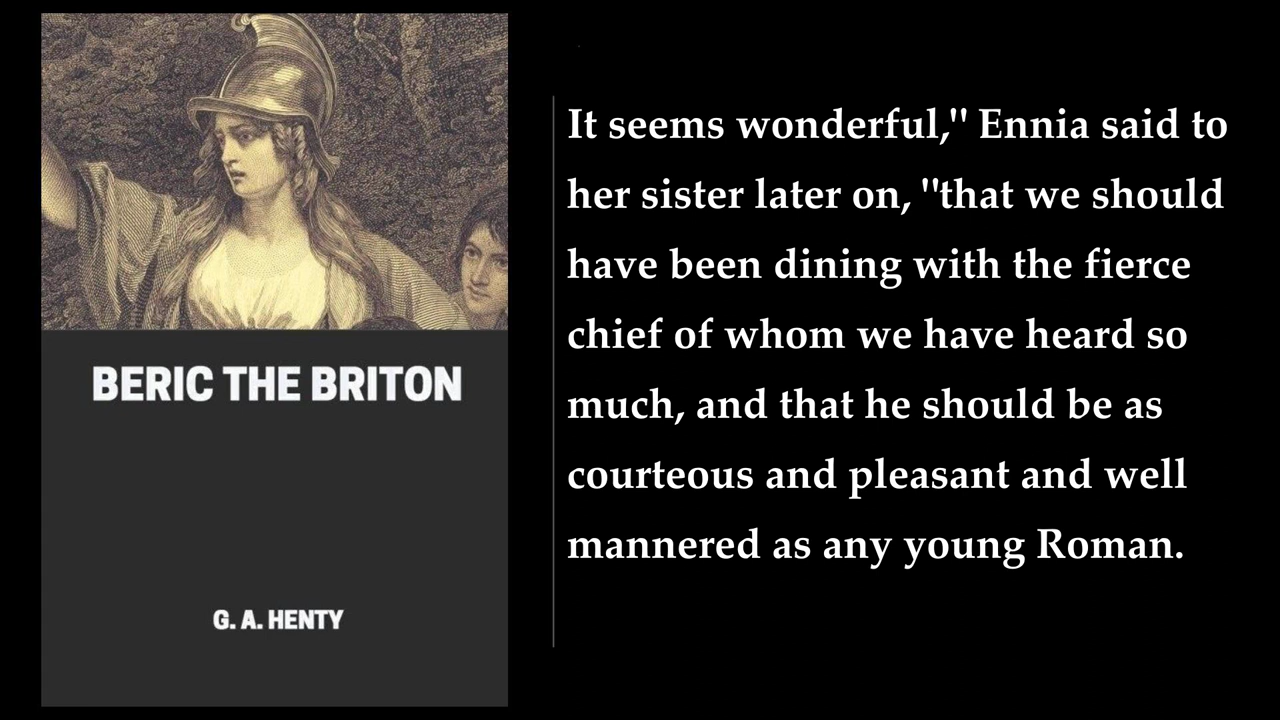 BERIC THE BRITON
G. A. HENTY
It seems wonderful," Ennia said to
her sister later on, "that we should
have been dining with the fierce
chief of whom we have heard so
much, and that he should be as
courteous and pleasant and well
mannered as any young Roman.